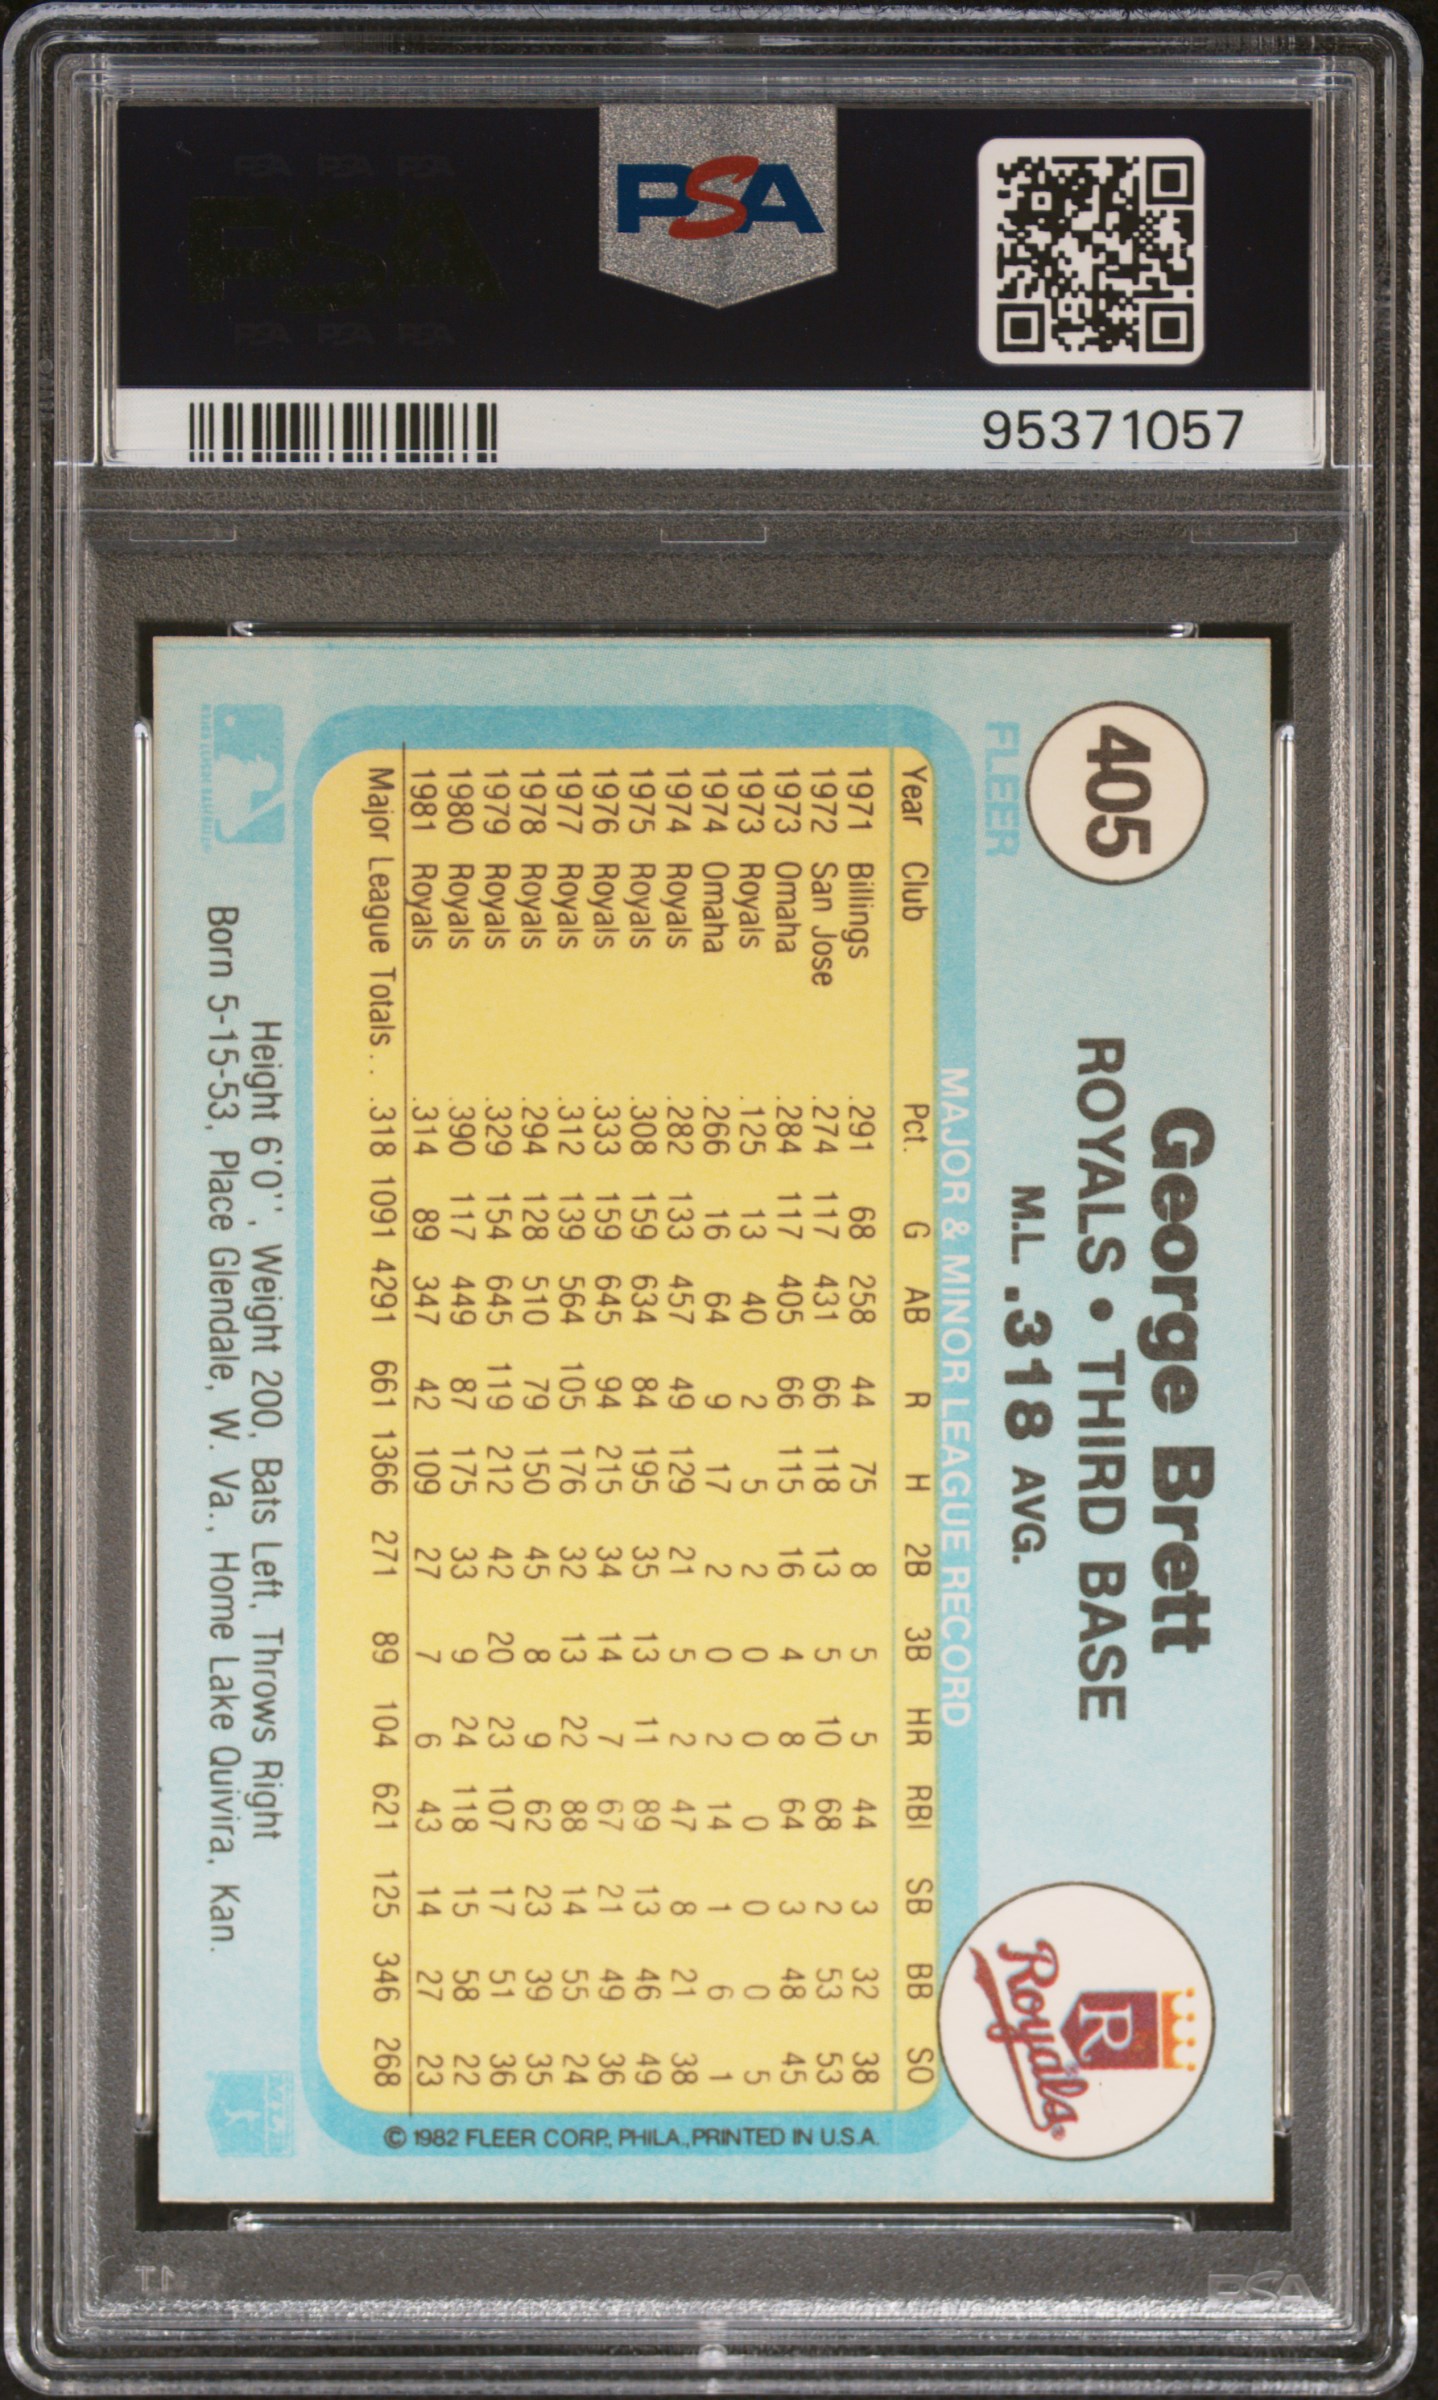 PSA PSA PSA
PSA
PSA PSA PSA
PSA
95371057
405
FLEER
George Brett
ROYALS • THIRD BASE
M.L. .318 AVG.
R
Royals
MAJOR & MINOR LEAGUE RECORD
Year Club Pct. G AB R H 2B 3B HR RBI SB BB SO
1971 Billings .291 68 258 44 75 8 5 5 44 3 32 38
1972 San Jose .274 117 431 66 118 13 5 10 68 2 53 53
1973 Omaha .284 117 405 66 115 16 4 8 64 3 48 45
1973 Royals .125 13 40 2 5 2 0 0 0 0 0 5
1974 Omaha .266 16 64 9 17 2 0 2 14 1 6 1
1974 Royals .282 133 457 49 129 21 5 2 47 8 21 38
1975 Royals .308 159 634 84 195 35 13 11 89 13 46 49
1976 Royals .333 159 645 94 215 34 14 7 67 21 49 36
1977 Royals .312 139 564 105 176 32 13 22 88 14 55 24
1978 Royals .294 128 510 79 150 45 8 9 62 23 39 35
1979 Royals .329 154 645 119 212 42 20 23 107 17 51 36
1980 Royals .390 117 449 87 175 33 9 24 118 15 58 22
1981 Royals .314 89 347 42 109 27 7 6 43 14 27 23
Major League Totals . . .318 1091 4291 661 1366 271 89 104 621 125 346 268
© 1982 FLEER CORP., PHILA., PRINTED IN U.S.A.
Height 6'0'', Weight 200, Bats Left, Throws Right
Born 5-15-53, Place Glendale, W. Va., Home Lake Quivira, Kan.
PSA